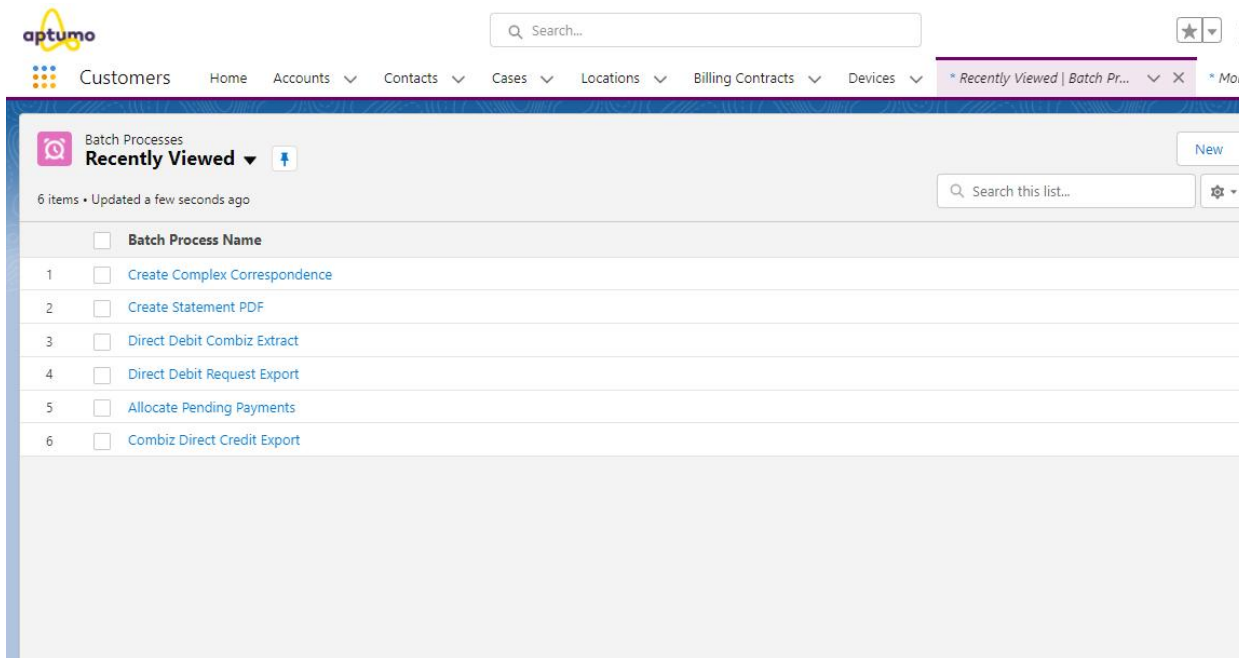 aptumo
Search...
Customers Home Accounts Contacts Cases Locations Billing Contracts Devices * Recently Viewed | Batch Pr... * Mo
Batch Processes
Recently Viewed
New
6 items • Updated a few seconds ago
Search this list...
Batch Process Name
1 Create Complex Correspondence
2 Create Statement PDF
3 Direct Debit Combiz Extract
4 Direct Debit Request Export
5 Allocate Pending Payments
6 Combiz Direct Credit Export